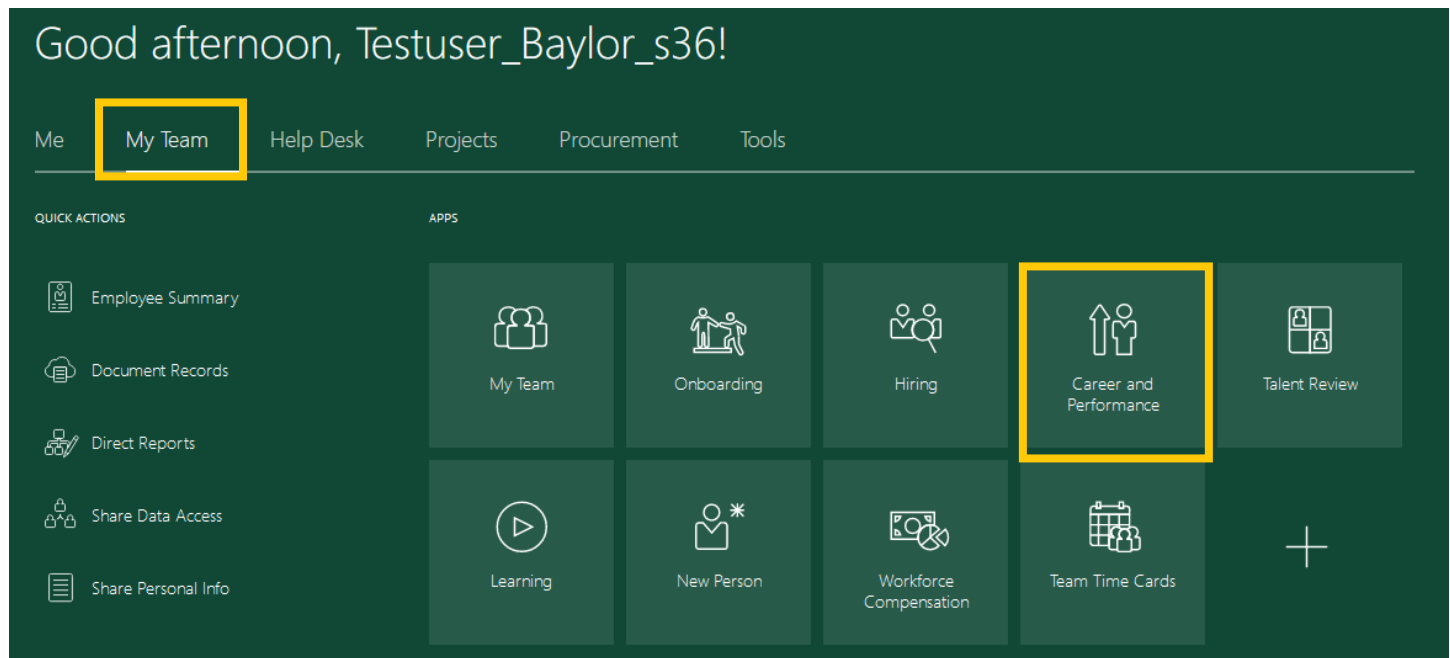 Good afternoon, Testuser_Baylor_s36!
Me
My Team
Help Desk
Projects
Procurement
Tools
QUICK ACTIONS
Employee Summary
Document Records
Direct Reports
Share Data Access
Share Personal Info
APPS
My Team
Onboarding
Hiring
Career and
Performance
Talent Review
Learning
New Person
Workforce
Compensation
Team Time Cards